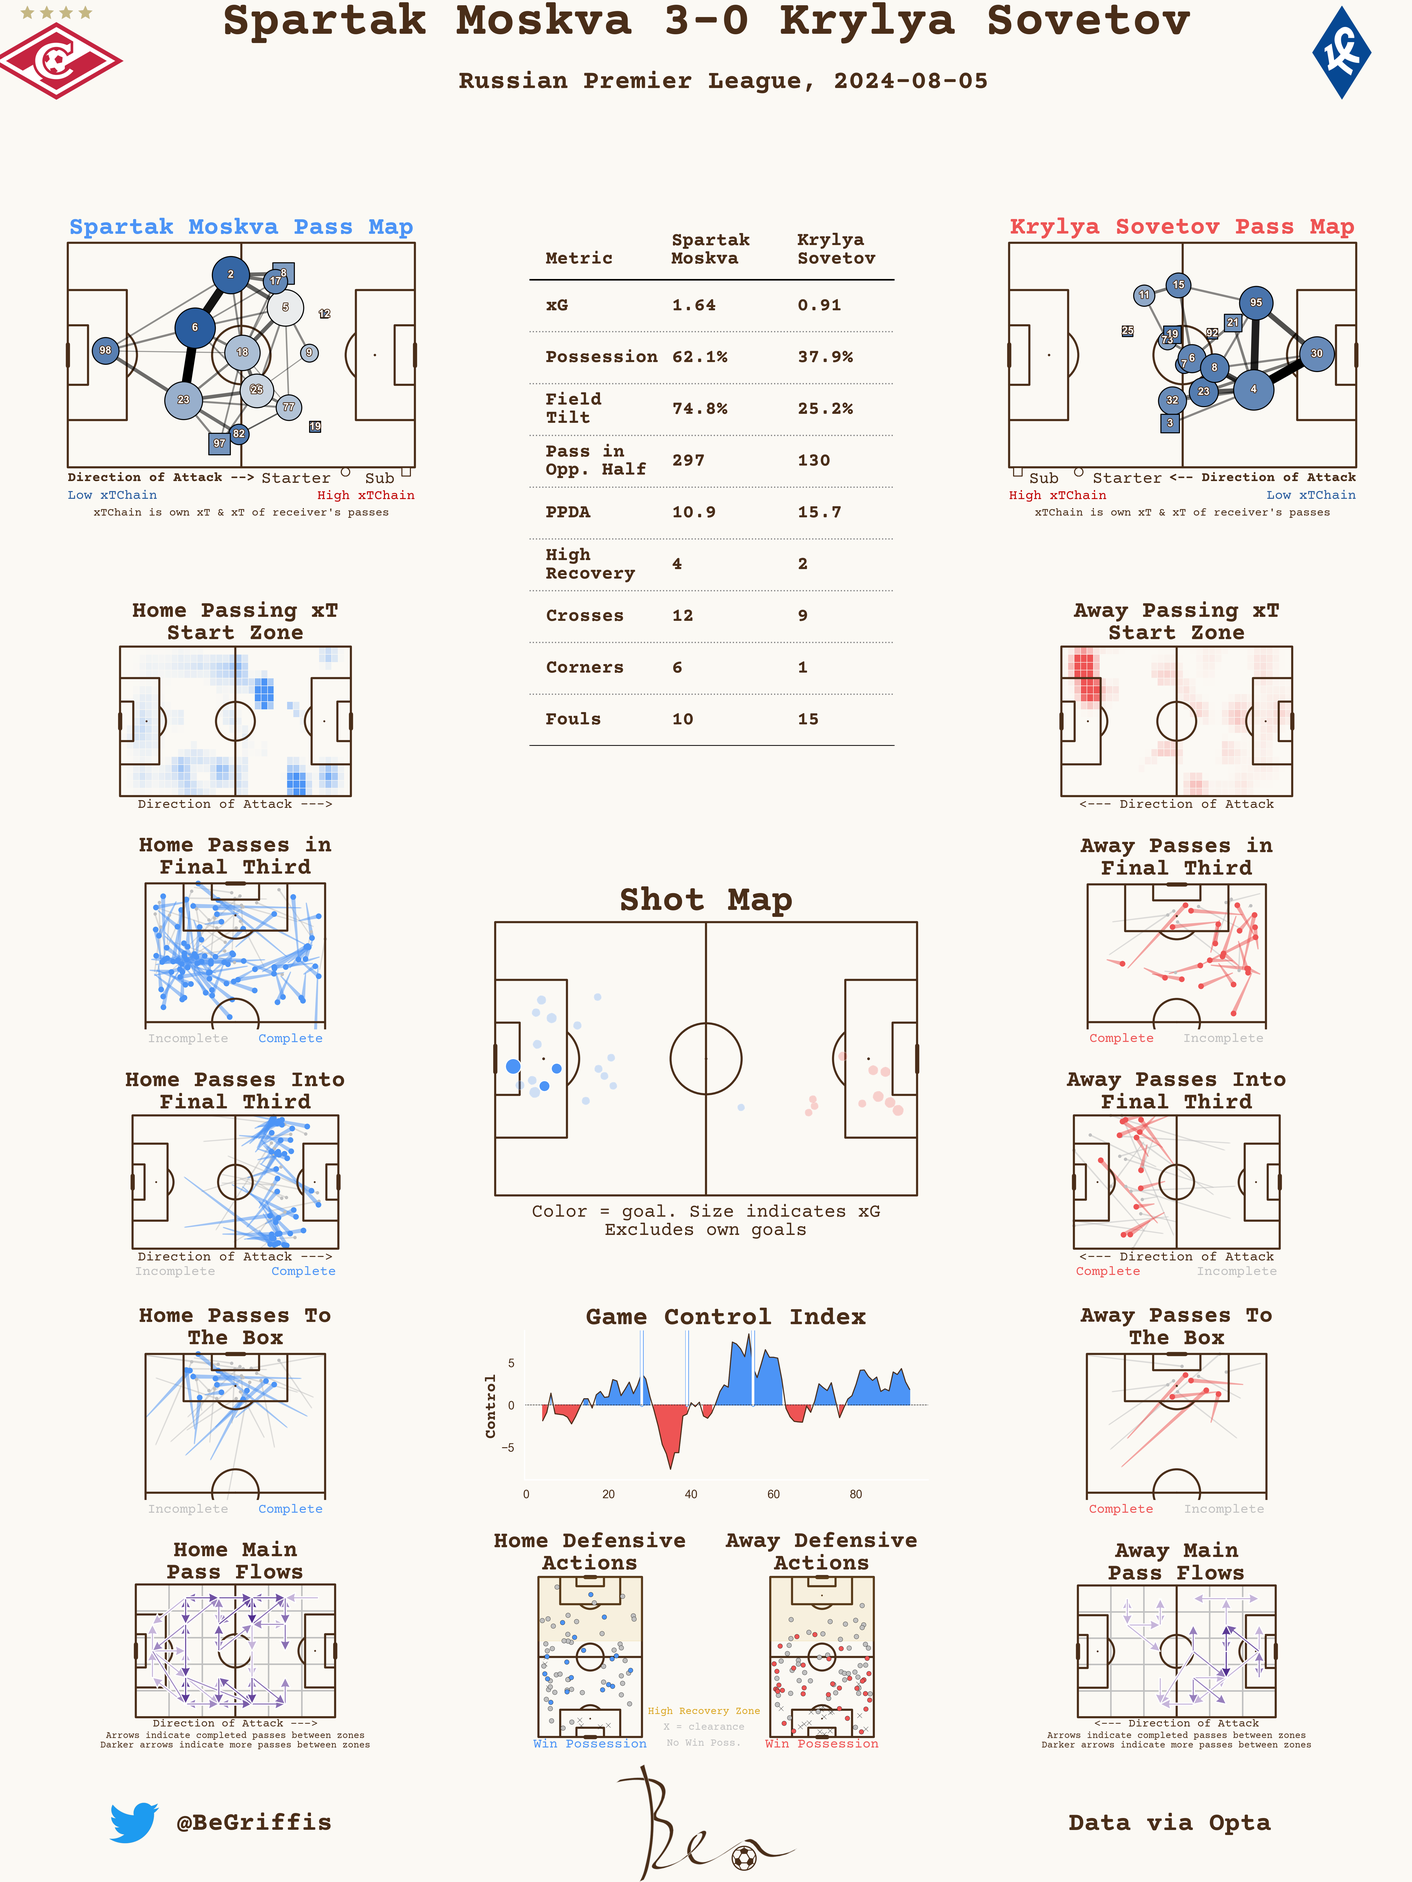 Spartak Moskva 3-0 Krylya Sovetov
Russian Premier League, 2024-08-05
Spartak Moskva Pass Map
2
8
17
5
12
6
98
18
9
23
25
77
19
82
97
Direction of Attack --> Starter Sub
Low xTChain High xTChain
xTChain is own xT & xT of receiver's passes
Metric Spartak Moskva Krylya Sovetov
xG 1.64 0.91
Possession 62.1% 37.9%
Field Tilt 74.8% 25.2%
Pass in Opp. Half 297 130
PPDA 10.9 15.7
High Recovery 4 2
Crosses 12 9
Corners 6 1
Fouls 10 15
Krylya Sovetov Pass Map
11
15
95
25
19
73
92
21
7
6
8
30
4
23
32
3
Sub Starter <-- Direction of Attack
High xTChain Low xTChain
xTChain is own xT & xT of receiver's passes
Home Passing xT
Start Zone
Direction of Attack --->
Away Passing xT
Start Zone
<--- Direction of Attack
Home Passes in
Final Third
Incomplete Complete
Shot Map
Color = goal. Size indicates xG
Excludes own goals
Away Passes in
Final Third
Complete Incomplete
Home Passes Into
Final Third
Direction of Attack --->
Incomplete Complete
Away Passes Into
Final Third
<--- Direction of Attack
Complete Incomplete
Home Passes To
The Box
Incomplete Complete
Game Control Index
Control
5
0
−5
0 20 40 60 80
Away Passes To
The Box
Complete Incomplete
Home Main
Pass Flows
Direction of Attack --->
Arrows indicate completed passes between zones
Darker arrows indicate more passes between zones
Home Defensive
Actions
Win Possession
High Recovery Zone
X = clearance
No Win Poss.
Away Defensive
Actions
Win Possession
Away Main
Pass Flows
<--- Direction of Attack
Arrows indicate completed passes between zones
Darker arrows indicate more passes between zones
@BeGriffis
Ben
Data via Opta